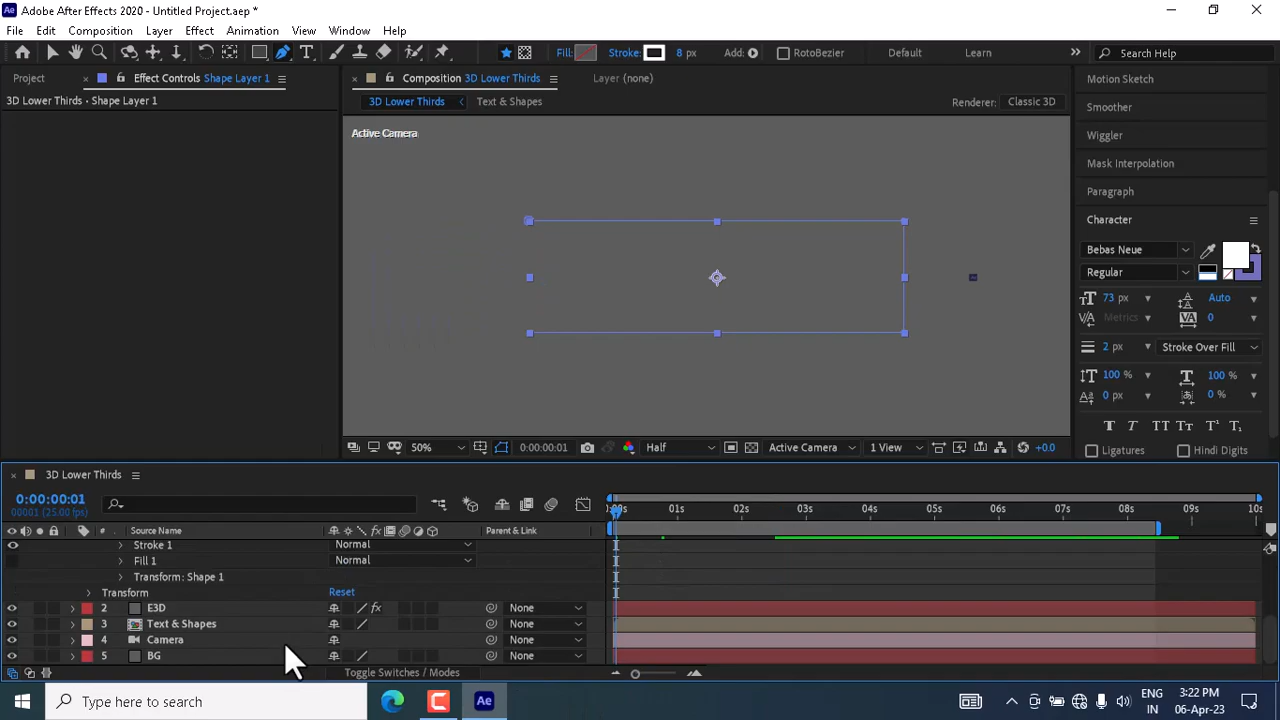 Adobe After Effects 2020 - Untitled Project.aep *
File Edit Composition Layer Effect Animation View Window Help
Fill: Stroke: 8 px Add: RotoBezier Default Learn Search Help
Project Effect Controls Shape Layer 1 Composition 3D Lower Thirds Layer (none) Motion Sketch
3D Lower Thirds • Shape Layer 1 3D Lower Thirds Text & Shapes Renderer: Classic 3D Smoother
Active Camera Wiggler
Mask Interpolation
Paragraph
Character
Bebas Neue
Regular
73 px Auto
Metrics 0
2 px Stroke Over Fill
100 % 100 %
0 px 0 %
50% 0:00:00:01 Half Active Camera 1 View +0.0 Ligatures Hindi Digits
3D Lower Thirds
0:00:00:01
00001 (25.00 fps)
:00s 01s 02s 03s 04s 05s 06s 07s 08s 09s 10s
# Source Name Parent & Link
Stroke 1 Normal
Fill 1 Normal
Transform: Shape 1
Transform Reset
2 E3D None
3 Text & Shapes None
4 Camera None
5 BG None
Toggle Switches / Modes
Type here to search Ae ENG IN 3:22 PM 06-Apr-23